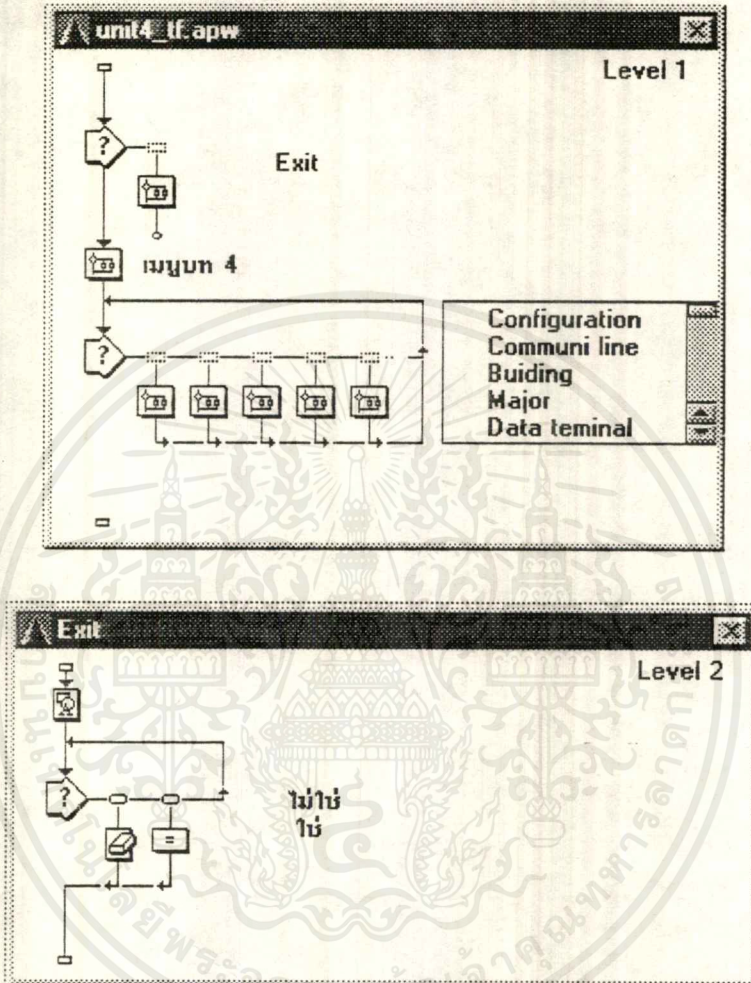 unit4_tf.apw
Level 1
?
Exit
เมนูบท 4
?
Configuration
Communi line
Buiding
Major
Data teminal
Exit
Level 2
?
=
ไม่ใช่
ใช่